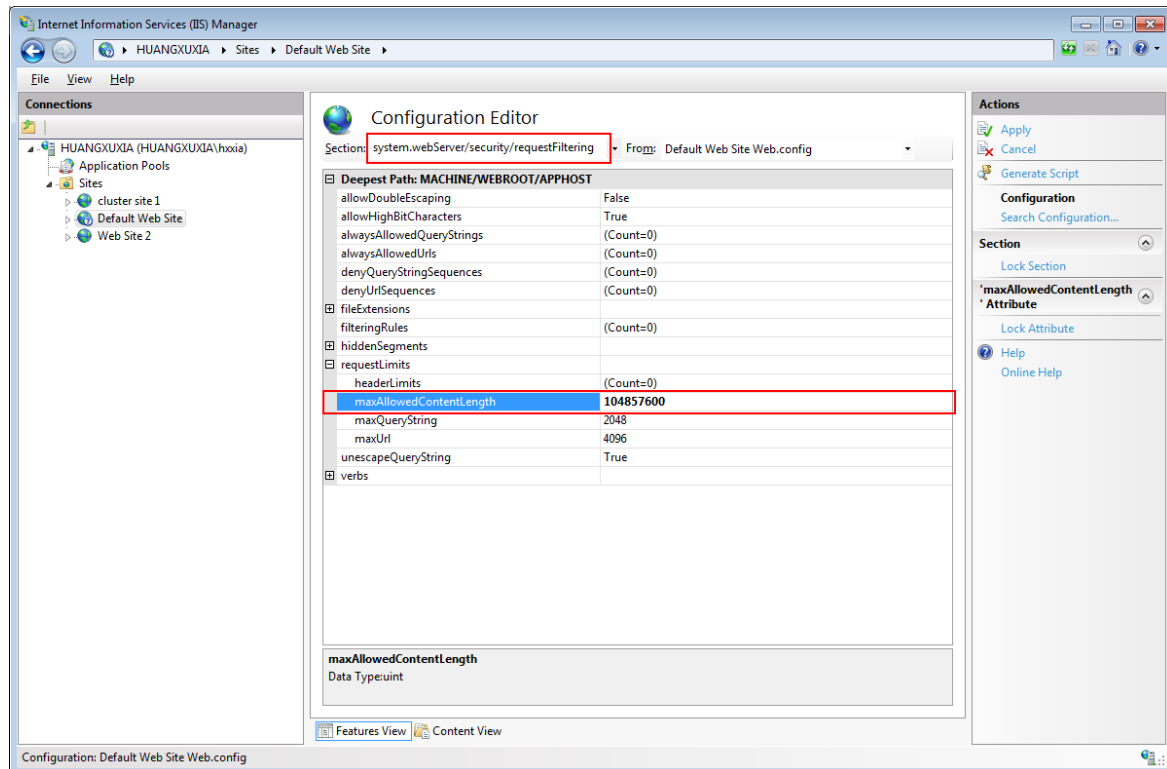 Internet Information Services (IIS) Manager
HUANGXUXIA Sites Default Web Site
File View Help
Connections
HUANGXUXIA (HUANGXUXIA\hxxia)
Application Pools
Sites
cluster site 1
Default Web Site
Web Site 2
Configuration Editor
Section: system.webServer/security/requestFiltering From: Default Web Site Web.config
Deepest Path: MACHINE/WEBROOT/APPHOST
allowDoubleEscaping False
allowHighBitCharacters True
alwaysAllowedQueryStrings (Count=0)
alwaysAllowedUrls (Count=0)
denyQueryStringSequences (Count=0)
denyUrlSequences (Count=0)
fileExtensions
filteringRules (Count=0)
hiddenSegments
requestLimits
headerLimits (Count=0)
maxAllowedContentLength 104857600
maxQueryString 2048
maxUrl 4096
unescapeQueryString True
verbs
maxAllowedContentLength
Data Type:uint
Features View Content View
Actions
Apply
Cancel
Generate Script
Configuration
Search Configuration...
Section
Lock Section
'maxAllowedContentLength
' Attribute
Lock Attribute
Help
Online Help
Configuration: Default Web Site Web.config